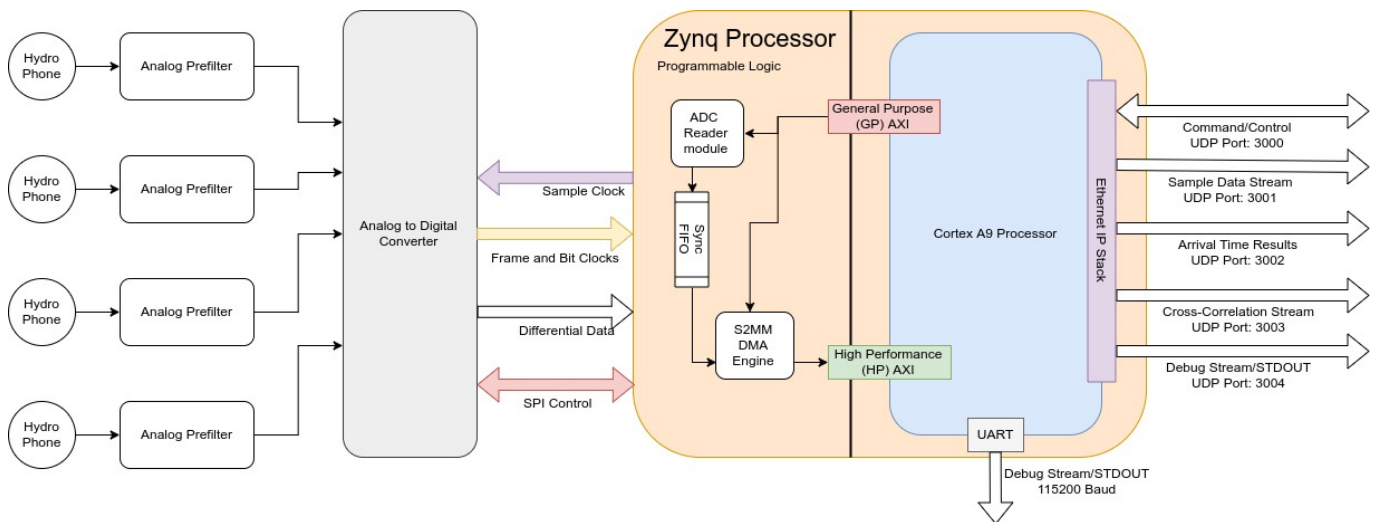 Hydro
Phone
Analog Prefilter
Hydro
Phone
Analog Prefilter
Hydro
Phone
Analog Prefilter
Hydro
Phone
Analog Prefilter
Analog to Digital
Converter
Sample Clock
Frame and Bit Clocks
Differential Data
SPI Control
Zynq Processor
Programmable Logic
ADC
Reader
module
Sync
FIFO
S2MM
DMA
Engine
General Purpose
(GP) AXI
High Performance
(HP) AXI
Cortex A9 Processor
Ethernet IP Stack
UART
Debug Stream/STDOUT
115200 Baud
Command/Control
UDP Port: 3000
Sample Data Stream
UDP Port: 3001
Arrival Time Results
UDP Port: 3002
Cross-Correlation Stream
UDP Port: 3003
Debug Stream/STDOUT
UDP Port: 3004